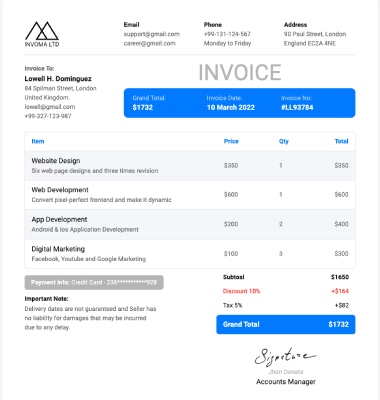 INVOMA LTD
Email
support@gmail.com
career@gmail.com
Phone
+99-131-124-567
Monday to Friday
Address
90 Paul Street, London
England EC2A 4NE
Invoice To:
Lowell H. Dominguez
84 Spilman Street, London
United Kingdom.
lowell@gmail.com
+99-327-123-987
INVOICE
Grand Total: Invoice Date: Invoice No:
$1732 10 March 2022 #LL93784
Item Price Qty Total
Website Design
Six web page designs and three times revision
$350 1 $350
Web Development
Convert pixel-perfect frontend and make it dynamic
$600 1 $600
App Development
Android & Ios Application Development
$200 2 $400
Digital Marketing
Facebook, Youtube and Google Marketing
$100 3 $300
Payment info: Credit Card - 236***********928
Important Note:
Delivery dates are not guaranteed and Seller has
no liability for damages that may be incurred
due to any delay.
Subtoal $1650
Discount 10% +$164
Tax 5% +$82
Grand Total $1732
Signature
Jhon Donate
Accounts Manager